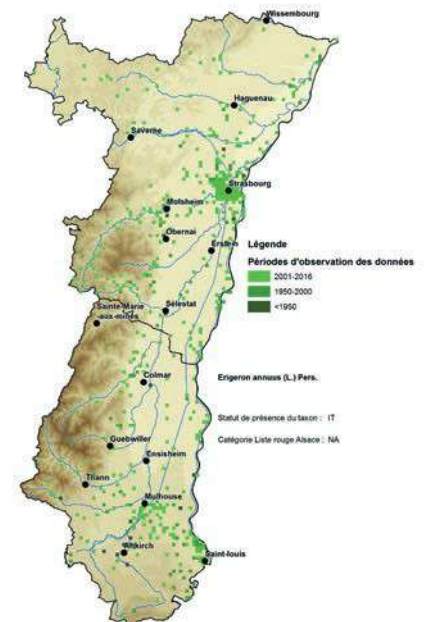 Wissembourg
Haguenau
Saverne
Strasbourg
Molsheim
Obernai
Erstein
Légende
Périodes d'observation des données
2001-2016
1950-2000
<1950
Sainte-Marie
-aux-mines
Sélestat
Erigeron annuus (L.) Pers.
Colmar
Statut de présence du taxon : IT
Catégorie Liste rouge Alsace : NA
Guebwiller
Ensisheim
Thann
Mulhouse
Altkirch
Saint-louis